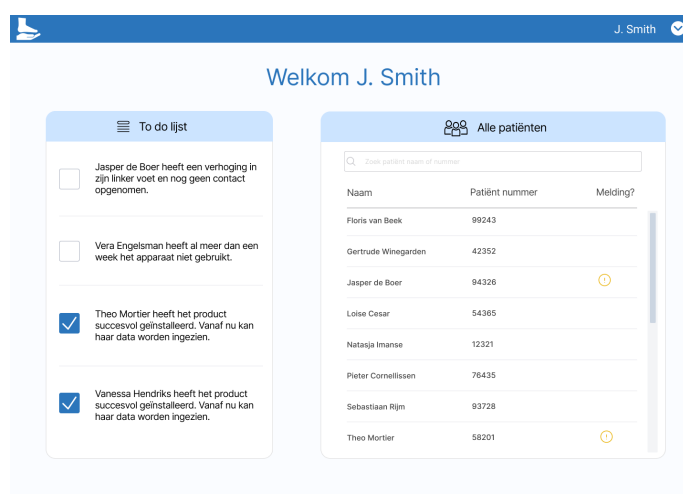 J. Smith
Welkom J. Smith
To do lijst
Jasper de Boer heeft een verhoging in
zijn linker voet en nog geen contact
opgenomen.
Vera Engelsman heeft al meer dan een
week het apparaat niet gebruikt.
Theo Mortier heeft het product
succesvol geïnstalleerd. Vanaf nu kan
haar data worden ingezien.
Vanessa Hendriks heeft het product
succesvol geïnstalleerd. Vanaf nu kan
haar data worden ingezien.
Alle patiënten
Zoek patiënt naam of nummer
Naam Patiënt nummer Melding?
Floris van Beek 99243
Gertrude Winegarden 42352
Jasper de Boer 94326
Loise Cesar 54365
Natasja Imanse 12321
Pieter Cornellissen 76435
Sebastiaan Rijm 93728
Theo Mortier 58201